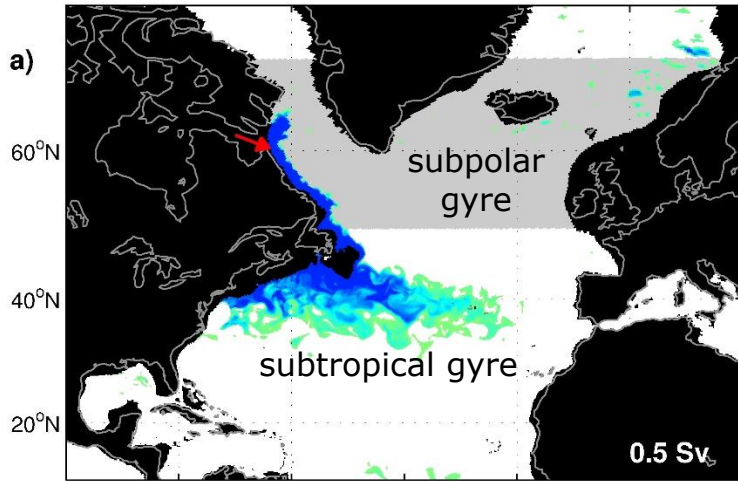 a)
60°N
subpolar
gyre
40°N
subtropical gyre
20°N
0.5 Sv